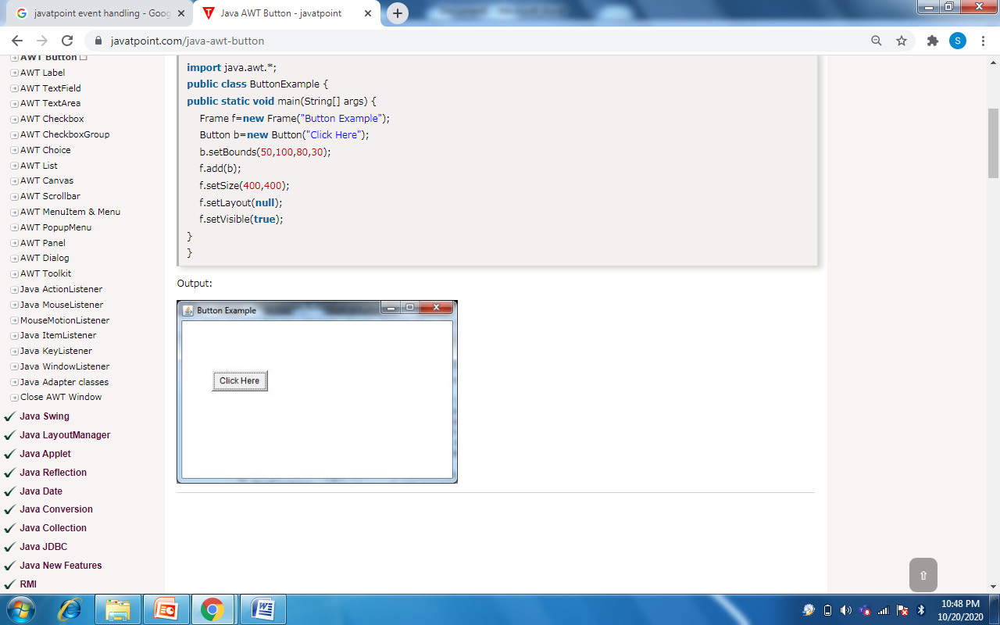 javatpoint event handling - Goog
Java AWT Button - javatpoint
javatpoint.com/java-awt-button
S
AWT Button
AWT Label
AWT TextField
AWT TextArea
AWT Checkbox
AWT CheckboxGroup
AWT Choice
AWT List
AWT Canvas
AWT Scrollbar
AWT MenuItem & Menu
AWT PopupMenu
AWT Panel
AWT Dialog
AWT Toolkit
Java ActionListener
Java MouseListener
MouseMotionListener
Java ItemListener
Java KeyListener
Java WindowListener
Java Adapter classes
Close AWT Window
Java Swing
Java LayoutManager
Java Applet
Java Reflection
Java Date
Java Conversion
Java Collection
Java JDBC
Java New Features
RMI
import java.awt.*;
public class ButtonExample {
public static void main(String[] args) {
Frame f=new Frame("Button Example");
Button b=new Button("Click Here");
b.setBounds(50,100,80,30);
f.add(b);
f.setSize(400,400);
f.setLayout(null);
f.setVisible(true);
}
}
Output:
Button Example
Click Here
10:48 PM
10/20/2020